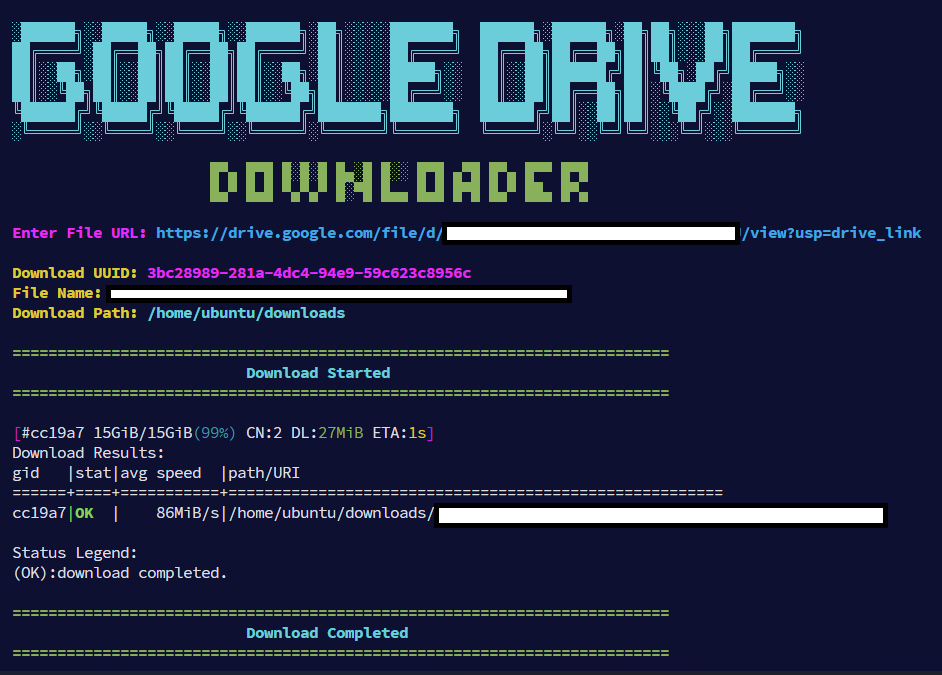 GOOGLE DRIVE
DOWNLOADER
Enter File URL: https://drive.google.com/file/d/ /view?usp=drive_link
Download UUID: 3bc28989-281a-4dc4-94e9-59c623c8956c
File Name:
Download Path: /home/ubuntu/downloads
=========================================================================
Download Started
=========================================================================
[#cc19a7 15GiB/15GiB(99%) CN:2 DL:27MiB ETA:1s]
Download Results:
gid   |stat|avg speed  |path/URI
======+====+===========+=======================================================
cc19a7|OK  |    86MiB/s|/home/ubuntu/downloads/
Status Legend:
(OK):download completed.
=========================================================================
Download Completed
=========================================================================